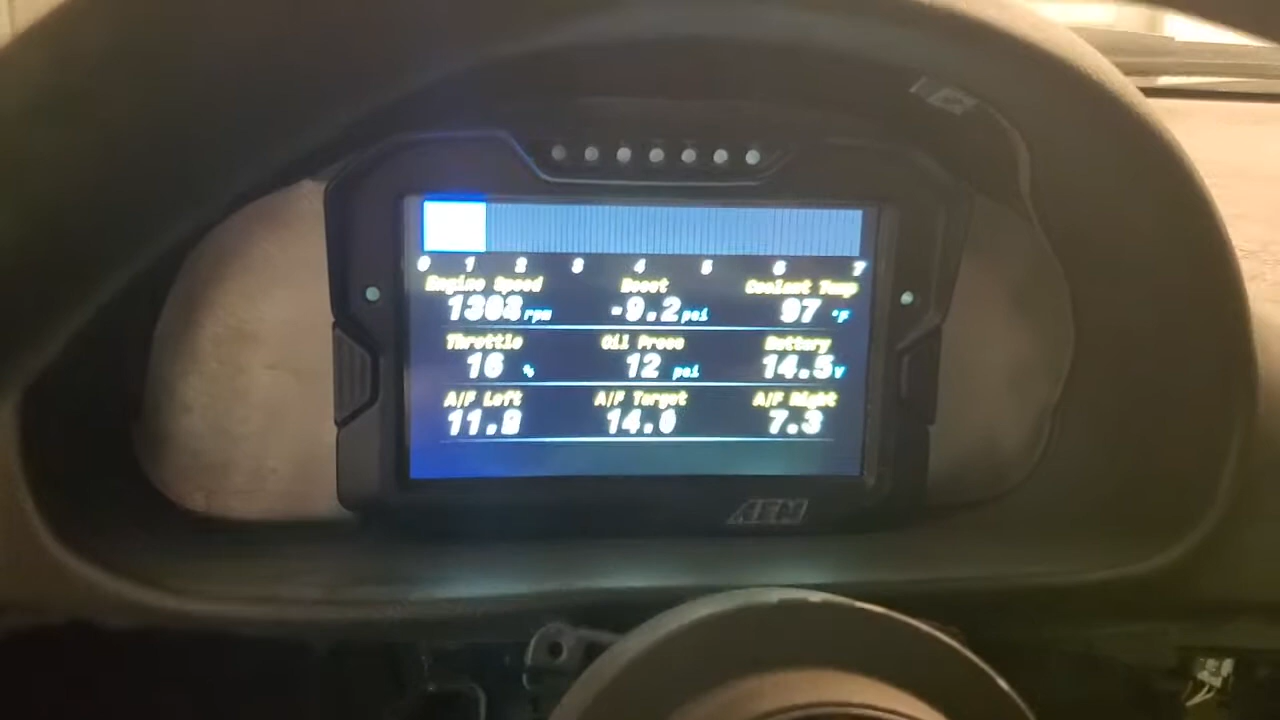 0 1 2 3 4 5 6 7
Engine Speed Boost Coolant Temp
rpm -9.2 psi 97 °F
Throttle Oil Press Battery
16 % 12 psi 14.5 V
A/F Left A/F Target A/F Right
14.0 7.3
AEM